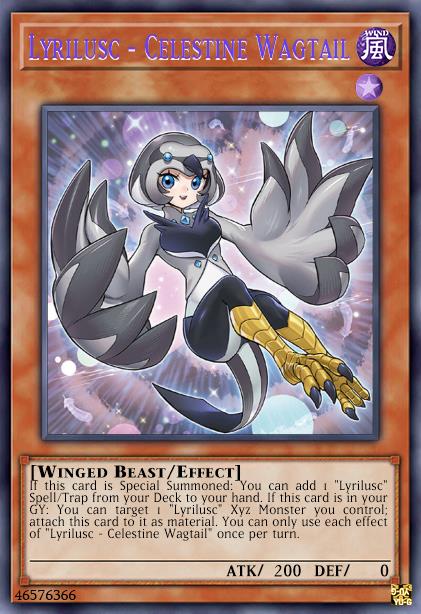 Lyrilusc - Celestine Wagtail
WIND
風
[Winged Beast/Effect]
If this card is Special Summoned: You can add 1 "Lyrilusc"
Spell/Trap from your Deck to your hand. If this card is in your
GY: You can target 1 "Lyrilusc" Xyz Monster you control;
attach this card to it as material. You can only use each effect
of "Lyrilusc - Celestine Wagtail" once per turn.
ATK/ 200 DEF/ 0
46576366